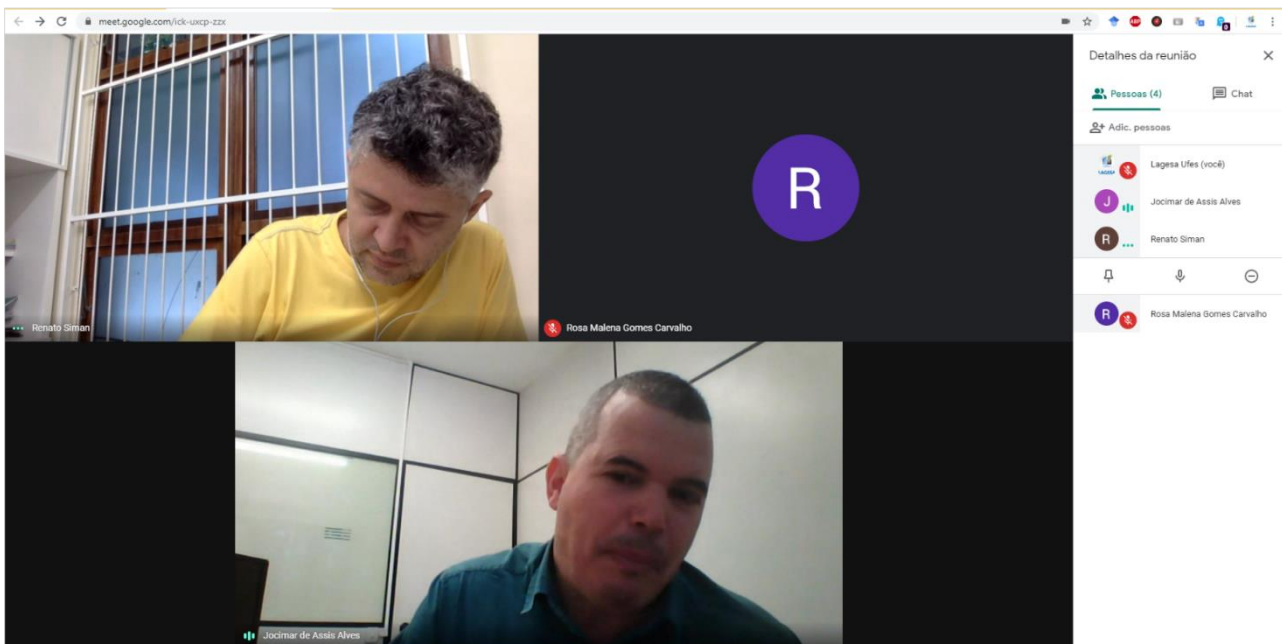 meet.google.com/ick-uxcp-zzx
Detalhes da reunião
Pessoas (4)
Chat
Adic. pessoas
LAGESA
Lagesa Ufes (você)
J
Jocimar de Assis Alves
R
Renato Siman
R
Rosa Malena Gomes Carvalho
R
Renato Siman
Rosa Malena Gomes Carvalho
Jocimar de Assis Alves